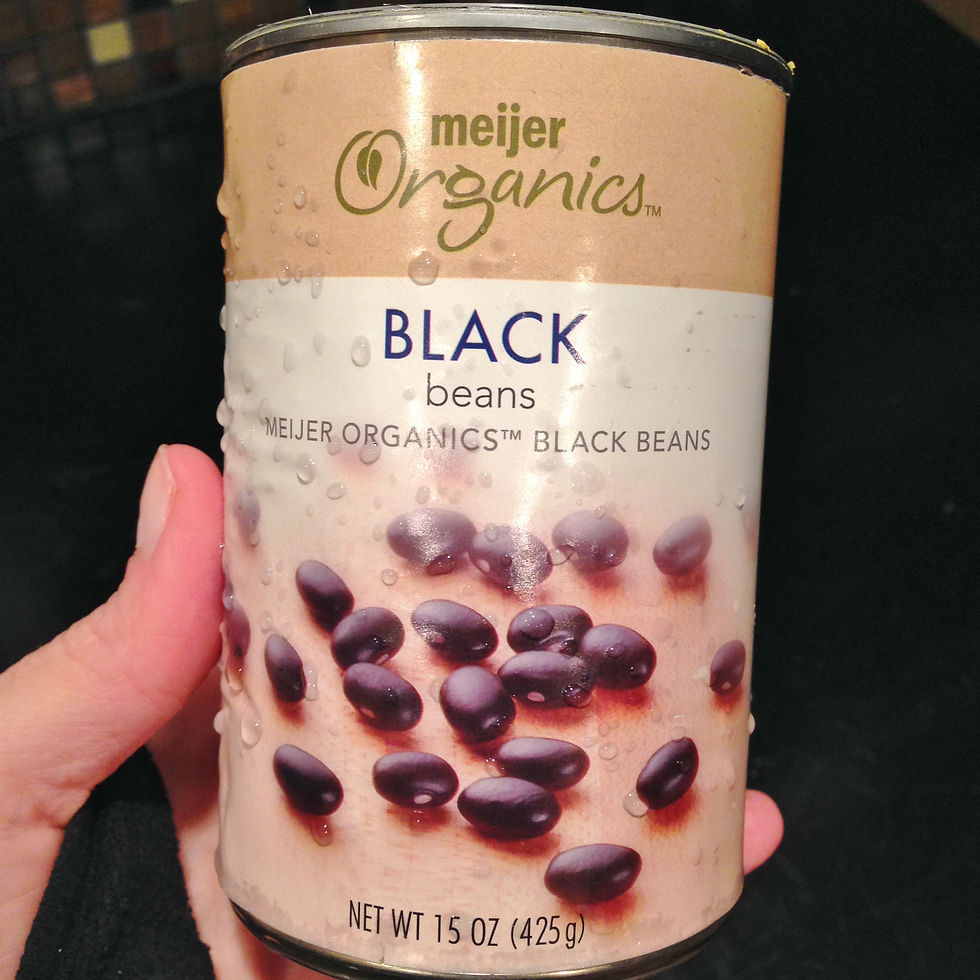 meijer
Organics™
BLACK
beans
MEIJER ORGANICS™ BLACK BEANS
NET WT 15 OZ (425g)